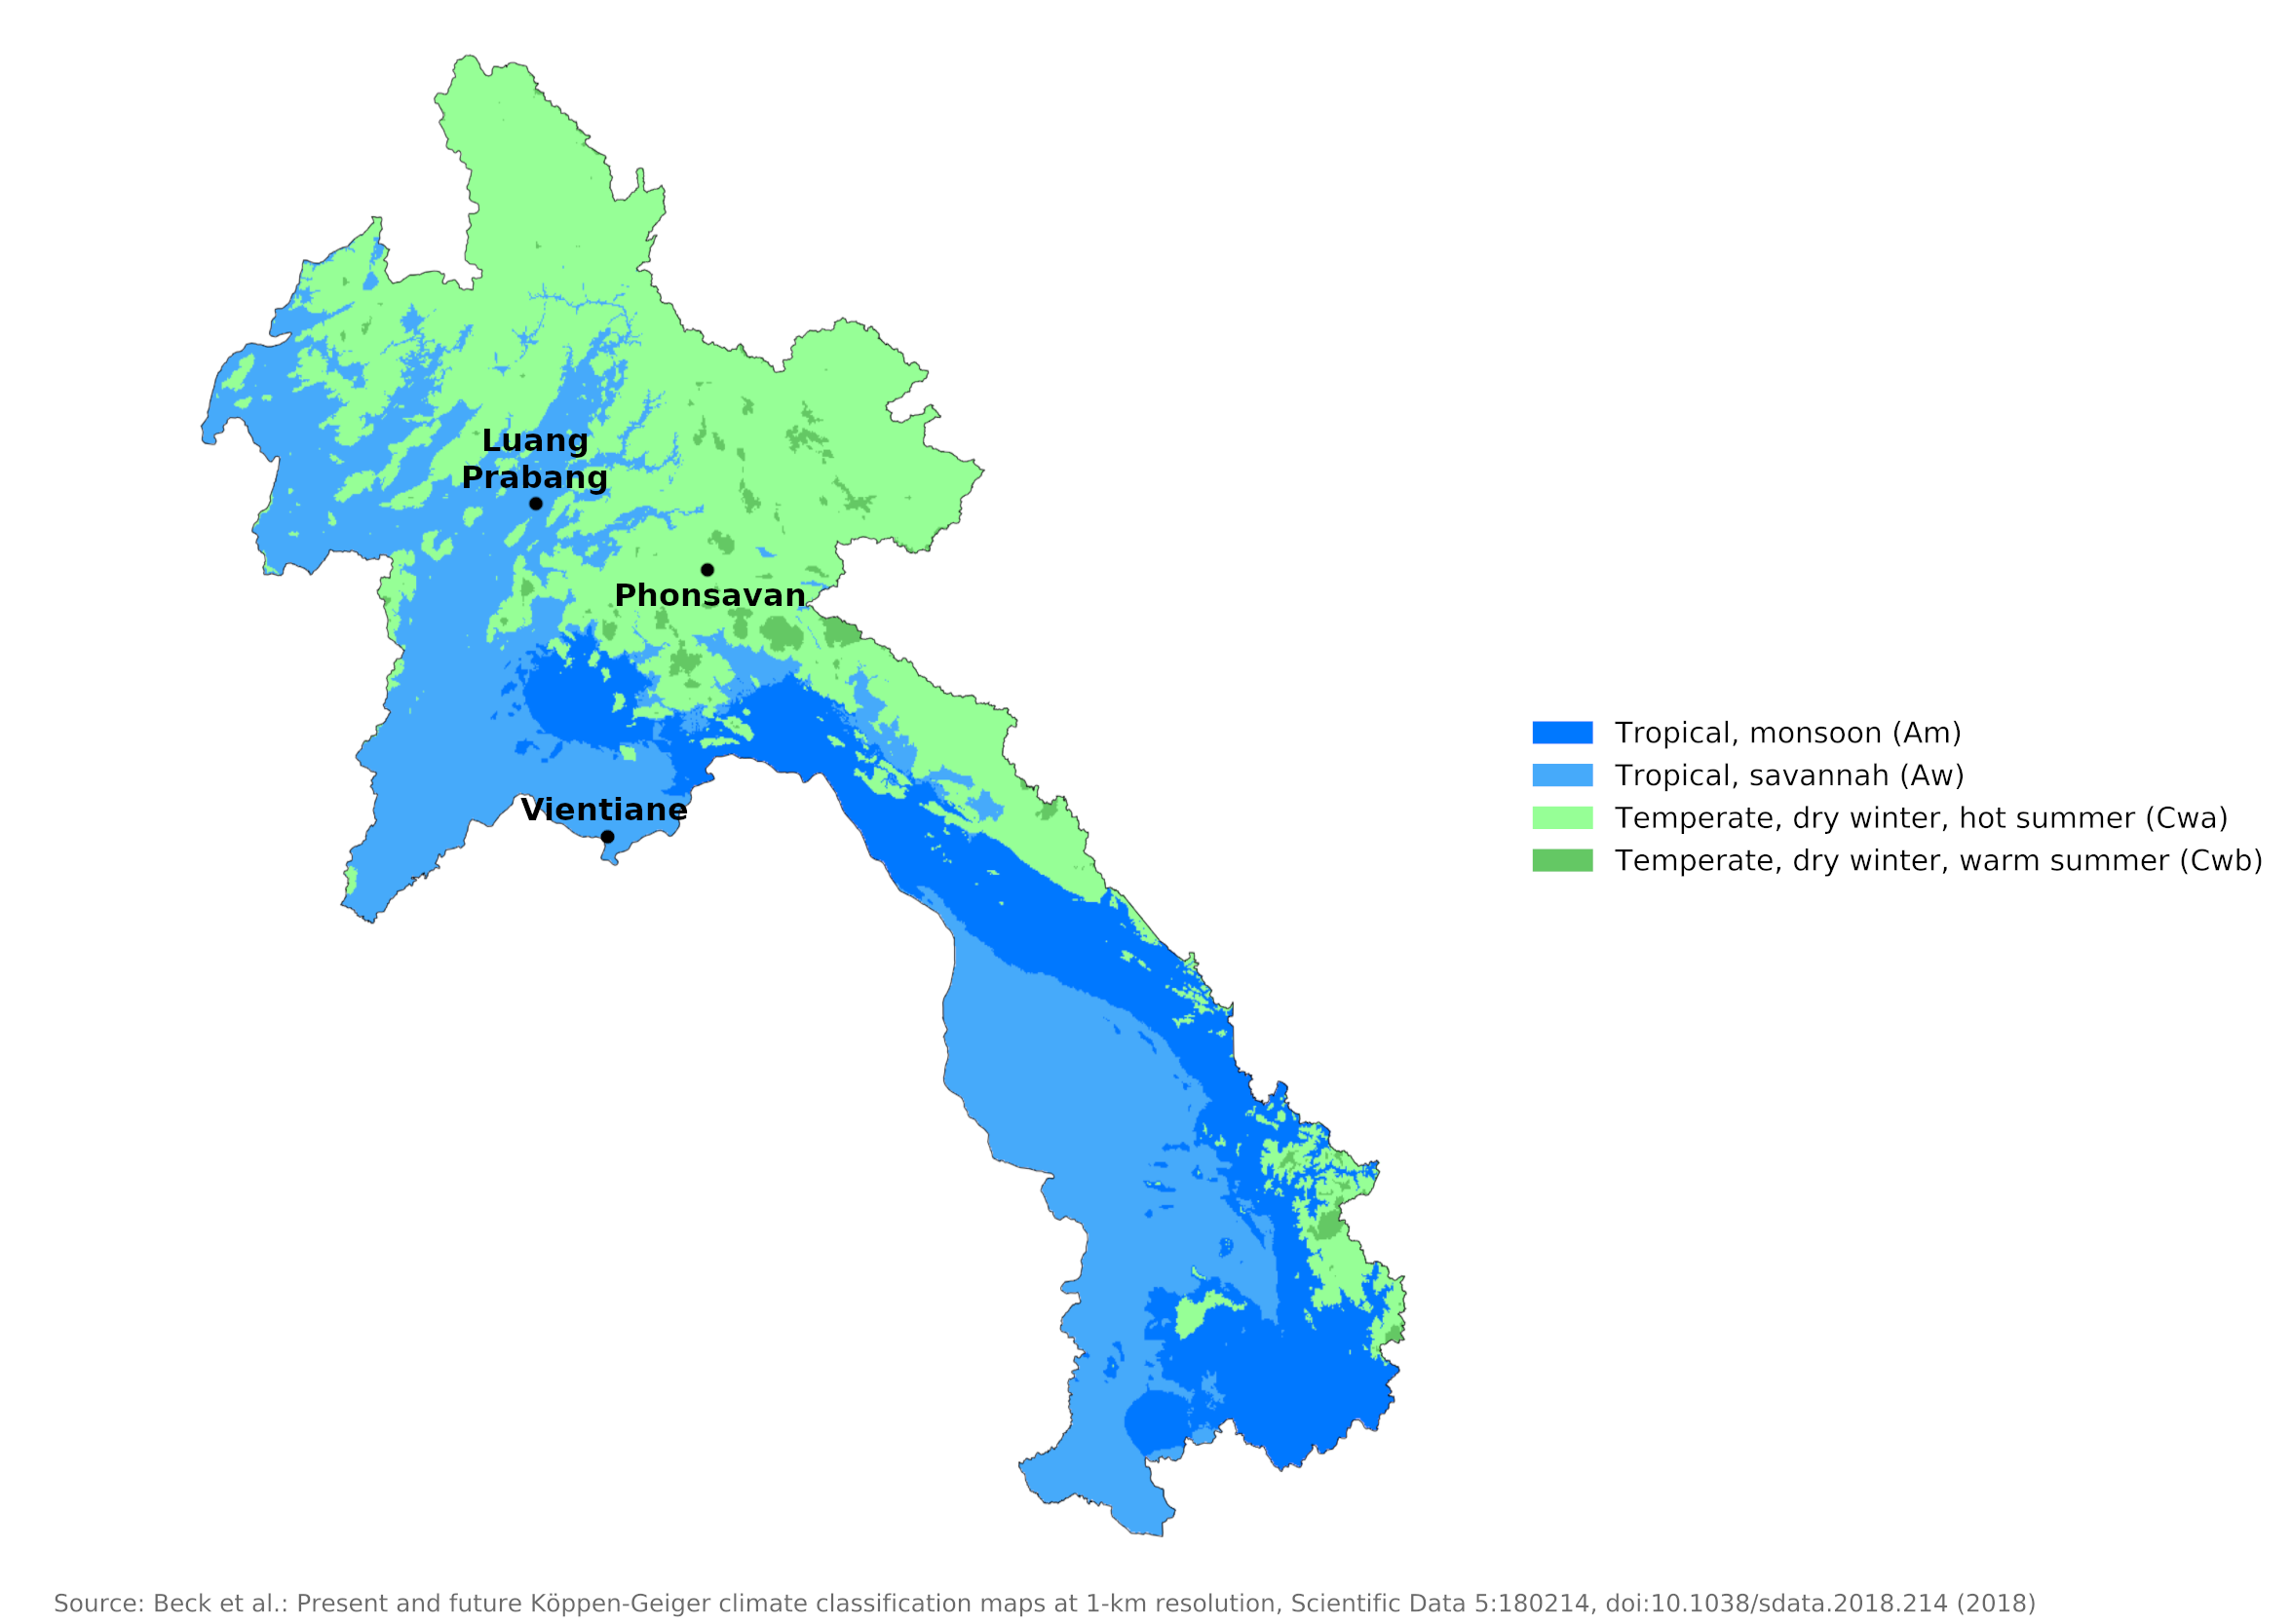 Luang
Prabang
Phonsavan
Vientiane
Tropical, monsoon (Am)
Tropical, savannah (Aw)
Temperate, dry winter, hot summer (Cwa)
Temperate, dry winter, warm summer (Cwb)
Source: Beck et al.: Present and future Köppen-Geiger climate classification maps at 1-km resolution, Scientific Data 5:180214, doi:10.1038/sdata.2018.214 (2018)